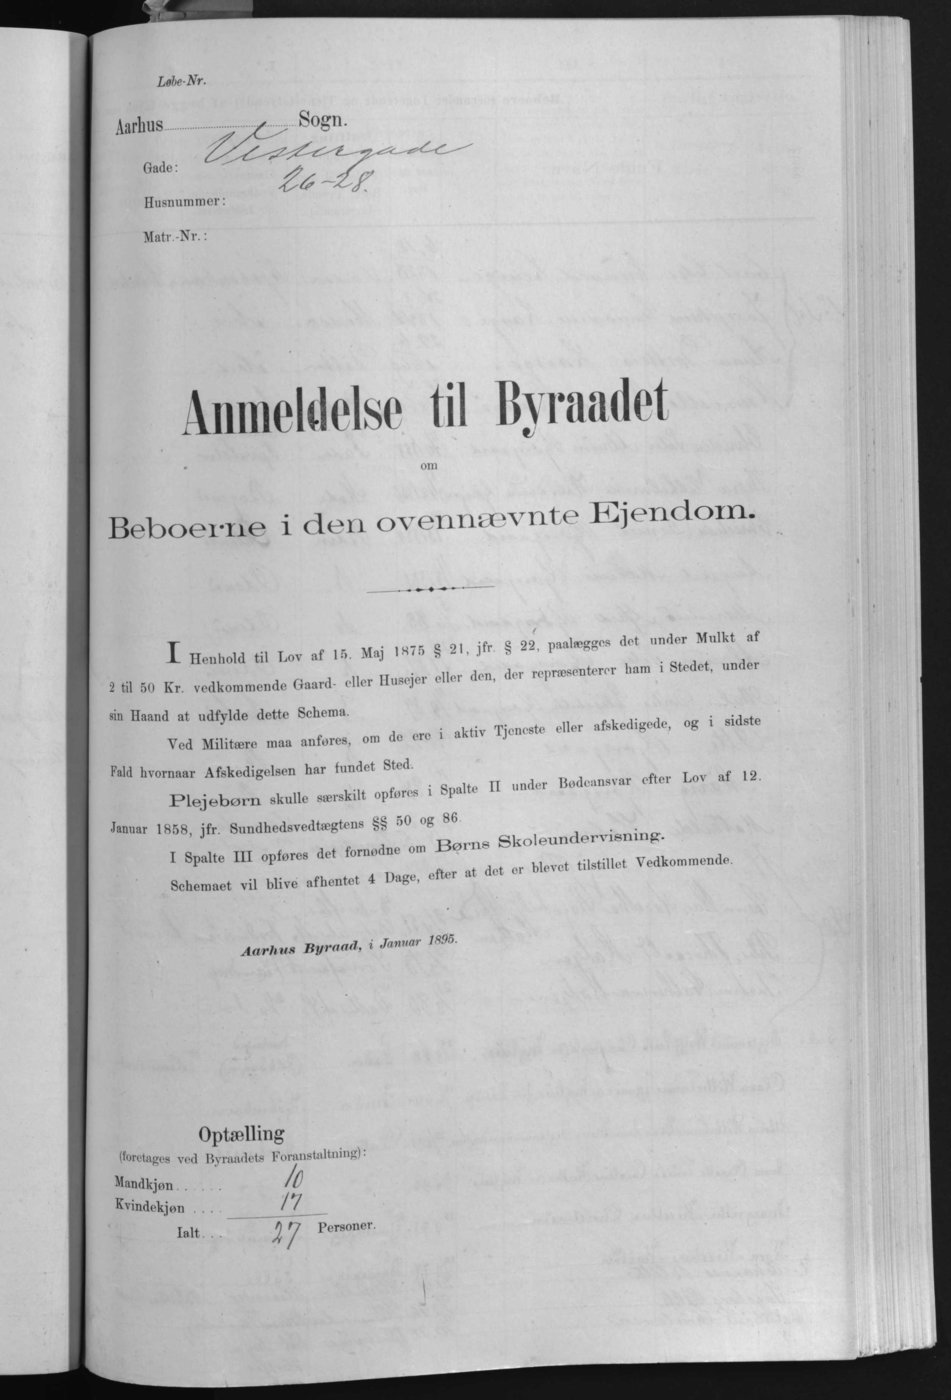 Løbe-Nr.
Aarhus Sogn.
Gade: Vestergade
Husnummer: 26-28.
Matr.-Nr.:
Anmeldelse til Byraadet
om
Beboerne i den ovennævnte Ejendom.
I Henhold til Lov af 15. Maj 1875 § 21, jfr. § 22, paalægges det under Mulkt af
2 til 50 Kr. vedkommende Gaard- eller Husejer eller den, der repræsenterer ham i Stedet, under
sin Haand at udfylde dette Schema.
Ved Militære maa anføres, om de ere i aktiv Tjeneste eller afskedigede, og i sidste
Fald hvornaar Afskedigelsen har fundet Sted.
Plejebørn skulle særskilt opføres i Spalte II under Bødeansvar efter Lov af 12.
Januar 1858, jfr. Sundhedsvedtægtens §§ 50 og 86.
I Spalte III opføres det fornødne om Børns Skoleundervisning.
Schemaet vil blive afhentet 4 Dage, efter at det er blevet tilstillet Vedkommende.
Aarhus Byraad, i Januar 1895.
Optælling
(foretages ved Byraadets Foranstaltning):
Mandkjøn...... 10
Kvindekjøn .... 17
Ialt... 27 Personer.